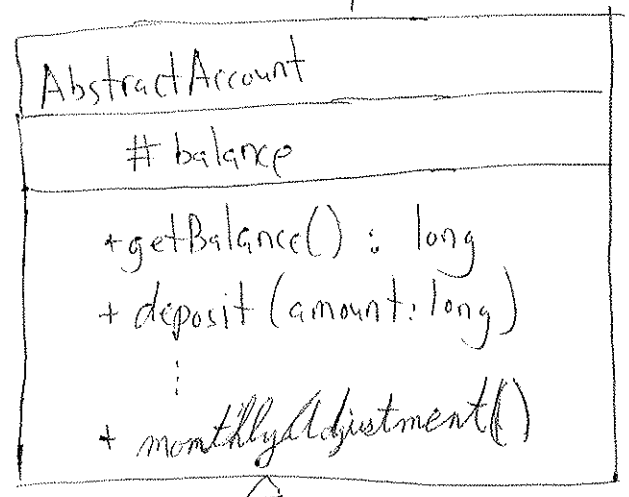 AbstractAccount
# balance
+getBalance() : long
+ deposit (amount: long)
⋮
+ monthlyAdjustment()